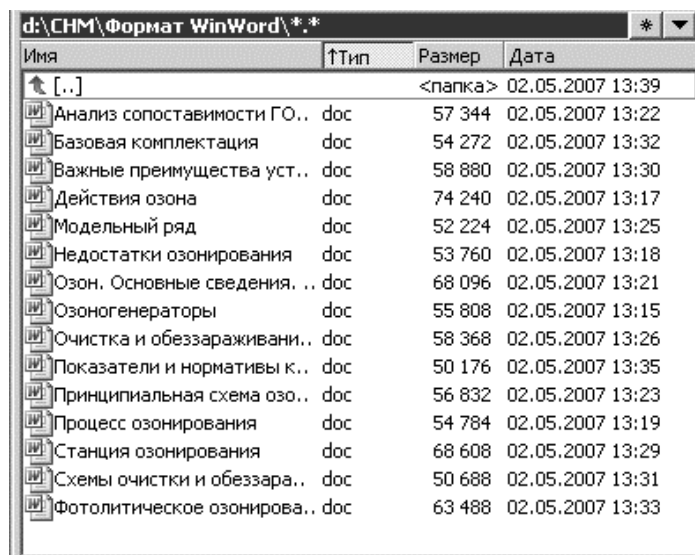 d:\CHM\Формат WinWord\*.* * ▼
Имя ↑Тип Размер Дата
[..] <папка> 02.05.2007 13:39
Анализ сопоставимости ГО.. doc 57 344 02.05.2007 13:22
Базовая комплектация doc 54 272 02.05.2007 13:32
Важные преимущества уст.. doc 58 880 02.05.2007 13:30
Действия озона doc 74 240 02.05.2007 13:17
Модельный ряд doc 52 224 02.05.2007 13:25
Недостатки озонирования doc 53 760 02.05.2007 13:18
Озон. Основные сведения. .. doc 68 096 02.05.2007 13:21
Озоногенераторы doc 55 808 02.05.2007 13:15
Очистка и обеззараживани.. doc 58 368 02.05.2007 13:26
Показатели и нормативы к.. doc 50 176 02.05.2007 13:35
Принципиальная схема озо.. doc 56 832 02.05.2007 13:23
Процесс озонирования doc 54 784 02.05.2007 13:19
Станция озонирования doc 68 608 02.05.2007 13:29
Схемы очистки и обеззара.. doc 50 688 02.05.2007 13:31
Фотолитическое озонирова.. doc 63 488 02.05.2007 13:33